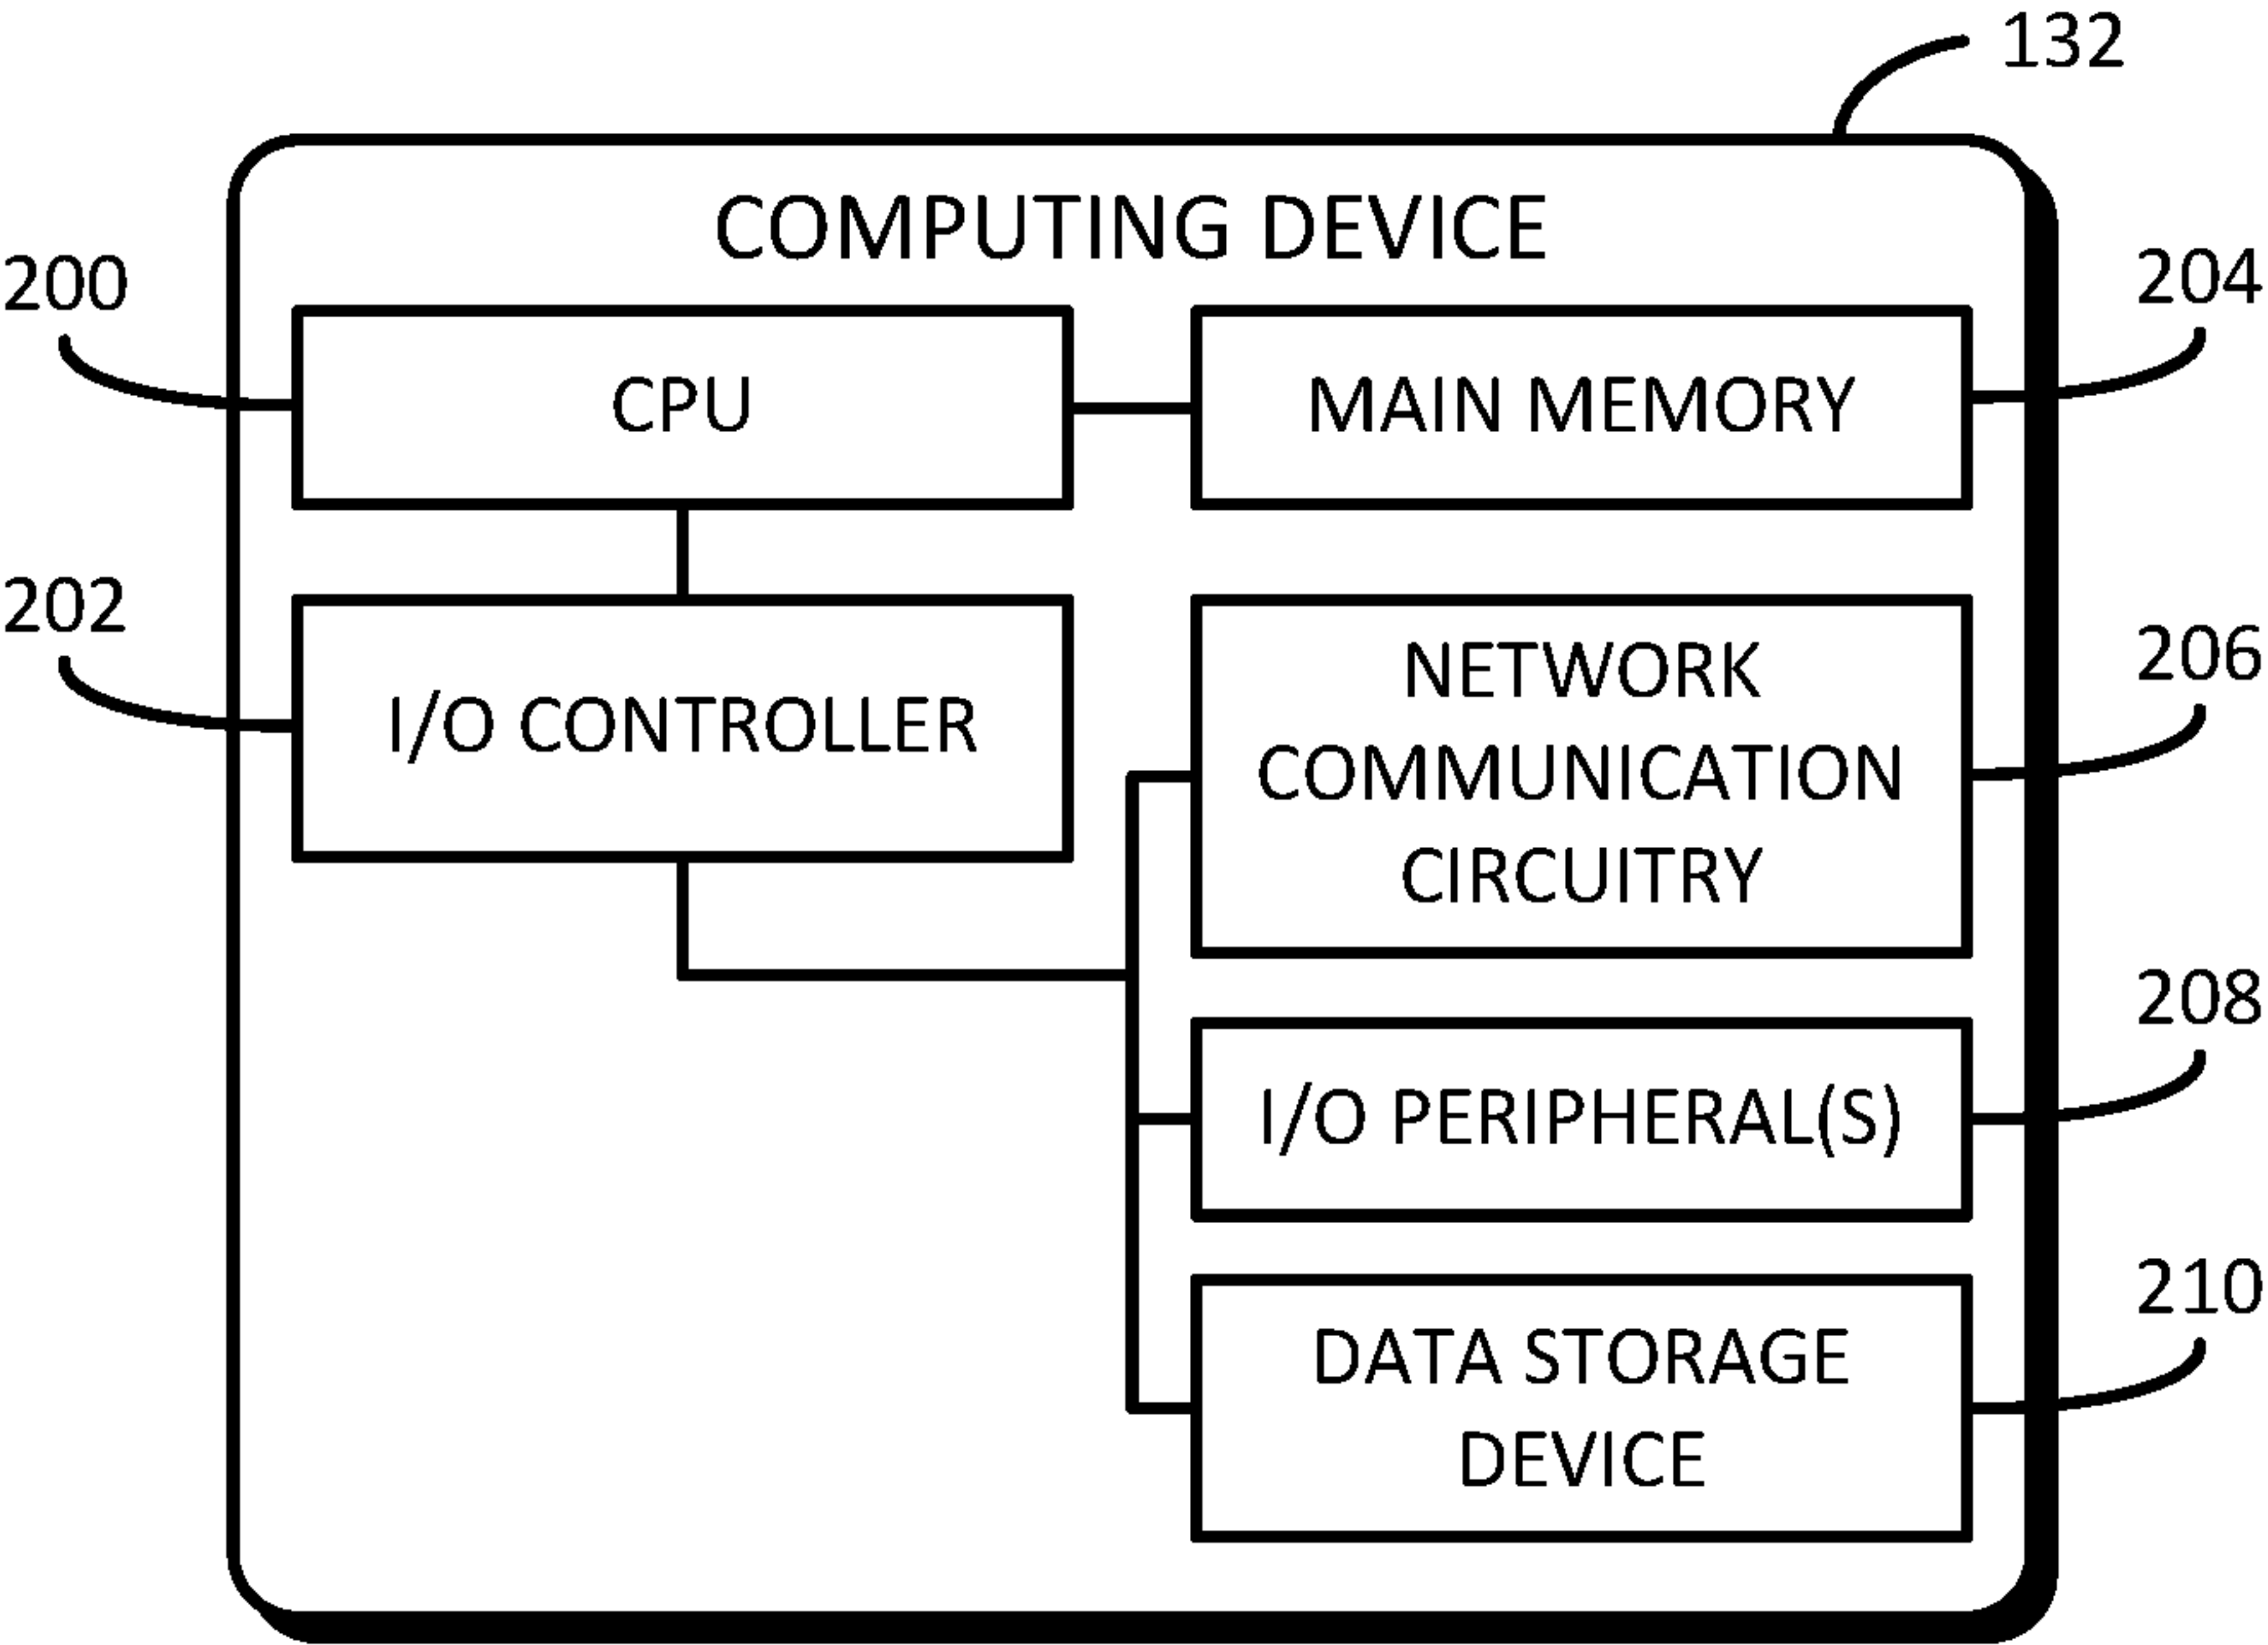 132
COMPUTING DEVICE
200
204
CPU
MAIN MEMORY
202
206
I/O CONTROLLER
NETWORK
COMMUNICATION
CIRCUITRY
208
I/O PERIPHERAL(S)
210
DATA STORAGE
DEVICE